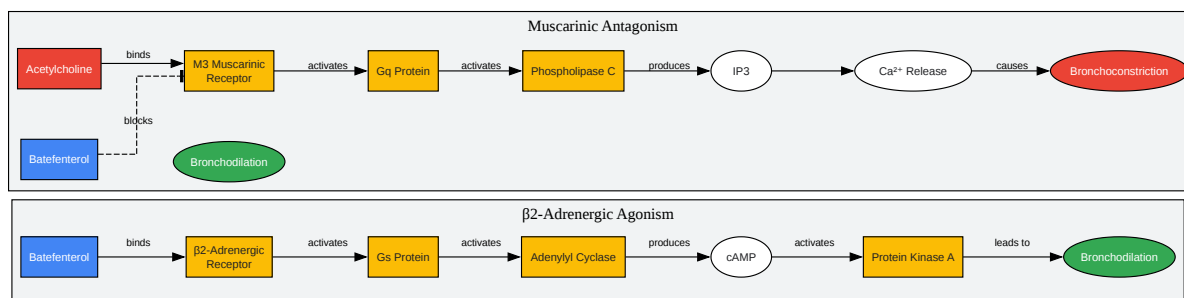 Muscarinic Antagonism
Acetylcholine
binds
M3 Muscarinic
Receptor
activates
Gq Protein
activates
Phospholipase C
produces
IP3
Ca²⁺ Release
causes
Bronchoconstriction
blocks
Batefenterol
Bronchodilation
β2-Adrenergic Agonism
Batefenterol
binds
β2-Adrenergic
Receptor
activates
Gs Protein
activates
Adenylyl Cyclase
produces
cAMP
activates
Protein Kinase A
leads to
Bronchodilation